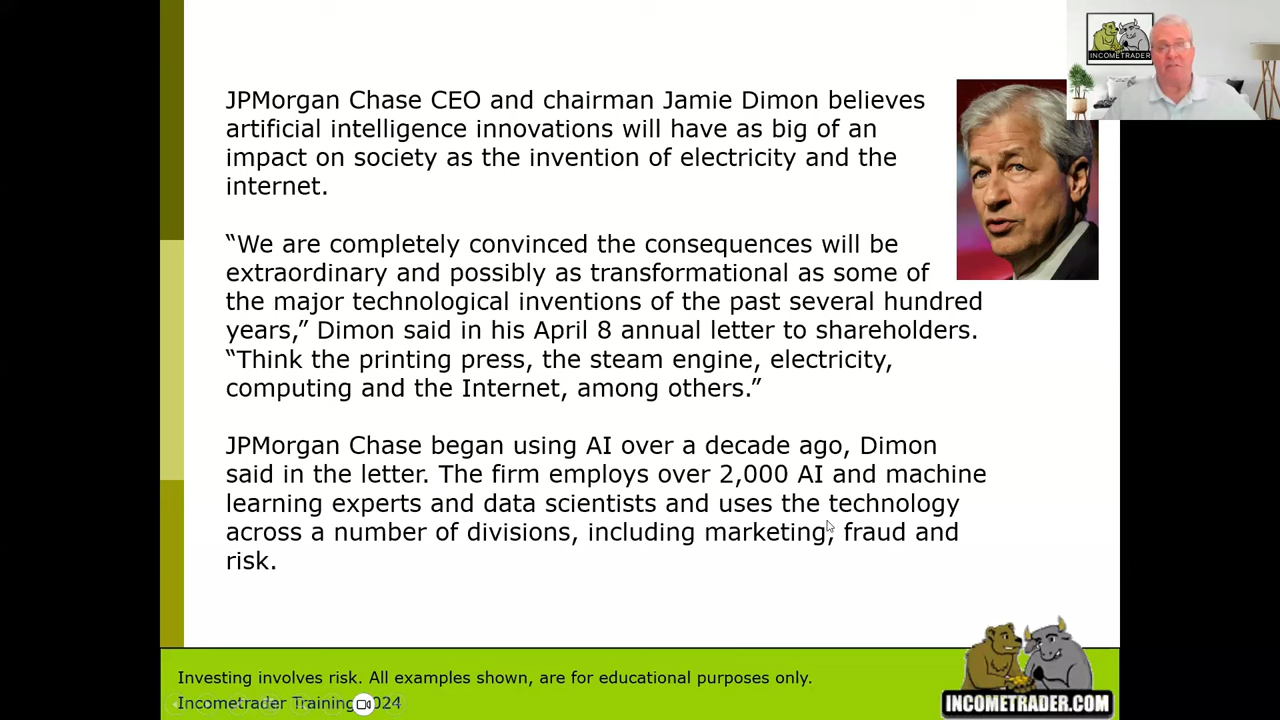 INCOMETRADER
JPMorgan Chase CEO and chairman Jamie Dimon believes
artificial intelligence innovations will have as big of an
impact on society as the invention of electricity and the
internet.
“We are completely convinced the consequences will be
extraordinary and possibly as transformational as some of
the major technological inventions of the past several hundred
years,” Dimon said in his April 8 annual letter to shareholders.
“Think the printing press, the steam engine, electricity,
computing and the Internet, among others.”
JPMorgan Chase began using AI over a decade ago, Dimon
said in the letter. The firm employs over 2,000 AI and machine
learning experts and data scientists and uses the technology
across a number of divisions, including marketing, fraud and
risk.
Investing involves risk. All examples shown, are for educational purposes only.
Incometrader Training 2024
INCOMETRADER.COM